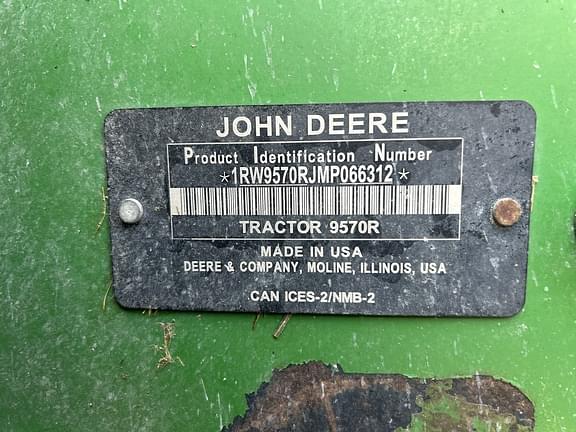 JOHN DEERE
Product Identification Number
*1RW9570RJMP066312*
TRACTOR 9570R
MADE IN USA
DEERE & COMPANY, MOLINE, ILLINOIS, USA
CAN ICES-2/NMB-2